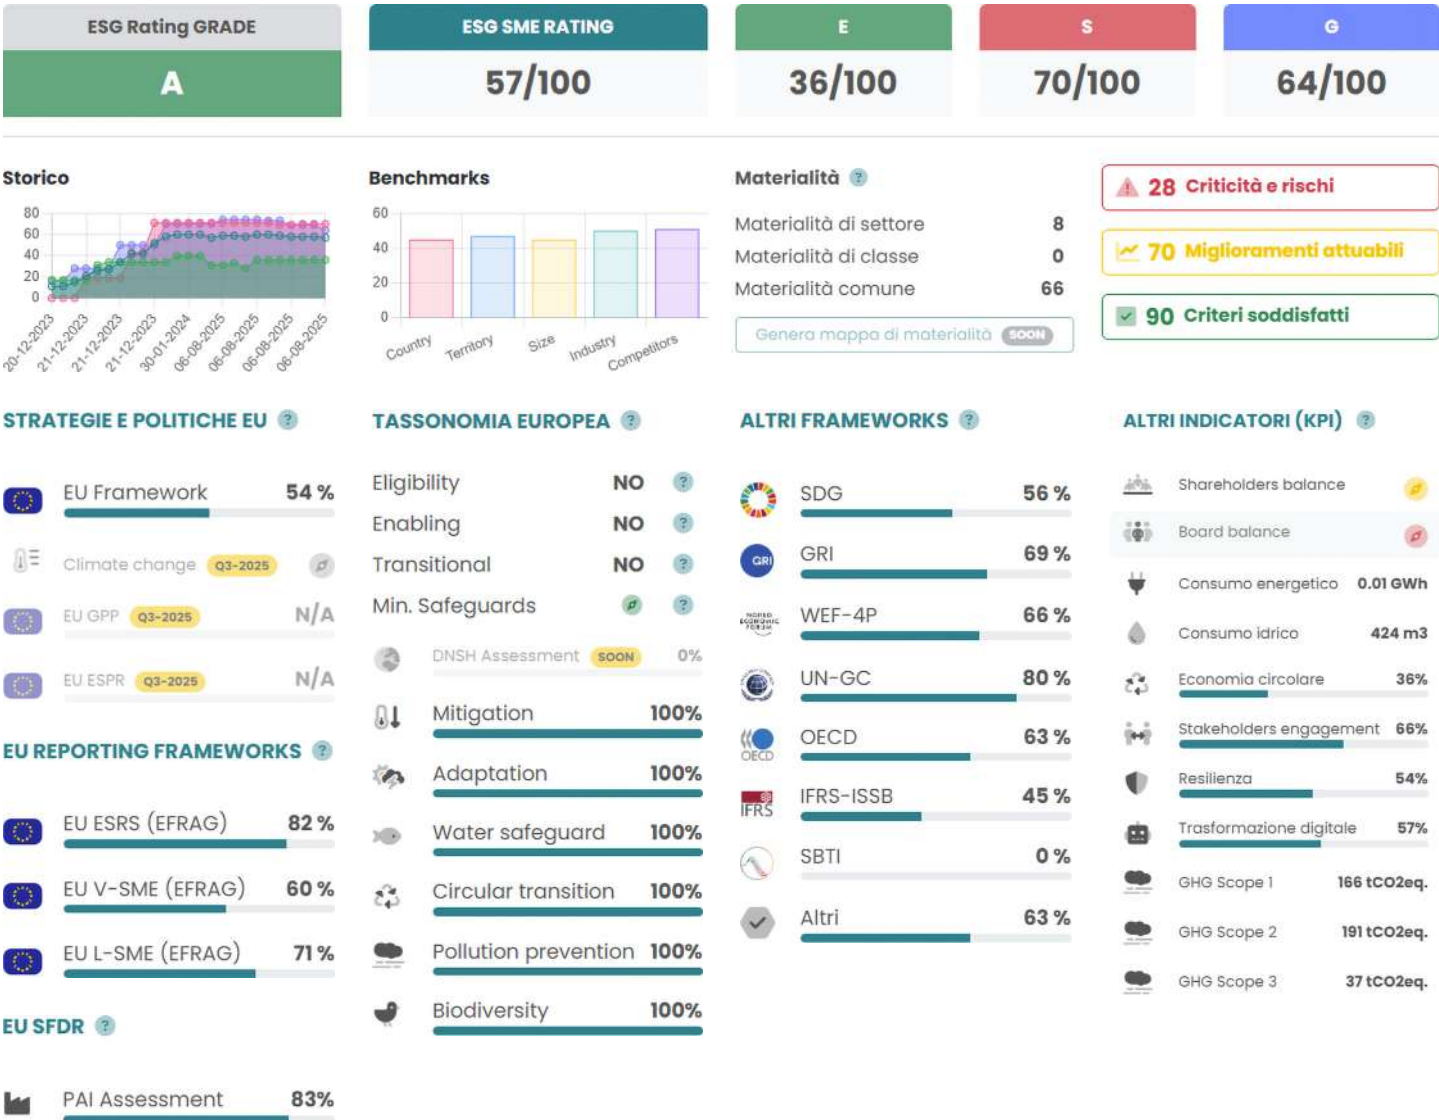 ESG Rating GRADE
A
ESG SME RATING
57/100
E
36/100
S
70/100
G
64/100
Storico
80
60
40
20
0
20-12-2023
21-12-2023
21-12-2023
21-12-2023
30-01-2024
06-08-2025
06-08-2025
06-08-2025
06-08-2025
Benchmarks
60
40
20
0
Country
Territory
Size
Industry
Competitors
Materialità ?
Materialità di settore 8
Materialità di classe 0
Materialità comune 66
Genera mappa di materialità SOON
28 Criticità e rischi
70 Miglioramenti attuabili
90 Criteri soddisfatti
STRATEGIE E POLITICHE EU ?
EU Framework 54 %
Climate change Q3-2025
EU GPP Q3-2025 N/A
EU ESPR Q3-2025 N/A
EU REPORTING FRAMEWORKS ?
EU ESRS (EFRAG) 82 %
EU V-SME (EFRAG) 60 %
EU L-SME (EFRAG) 71 %
EU SFDR ?
PAI Assessment 83%
TASSONOMIA EUROPEA ?
Eligibility NO ?
Enabling NO ?
Transitional NO ?
Min. Safeguards ?
DNSH Assessment SOON 0%
Mitigation 100%
Adaptation 100%
Water safeguard 100%
Circular transition 100%
Pollution prevention 100%
Biodiversity 100%
ALTRI FRAMEWORKS ?
SDG 56 %
GRI GRI 69 %
WORLD ECONOMIC FORUM WEF-4P 66 %
UN-GC 80 %
OECD OECD 63 %
IFRS IFRS-ISSB 45 %
SBTI 0 %
Altri 63 %
ALTRI INDICATORI (KPI) ?
Shareholders balance
Board balance
Consumo energetico 0.01 GWh
Consumo idrico 424 m3
Economia circolare 36%
Stakeholders engagement 66%
Resilienza 54%
Trasformazione digitale 57%
GHG Scope 1 166 tCO2eq.
GHG Scope 2 191 tCO2eq.
GHG Scope 3 37 tCO2eq.